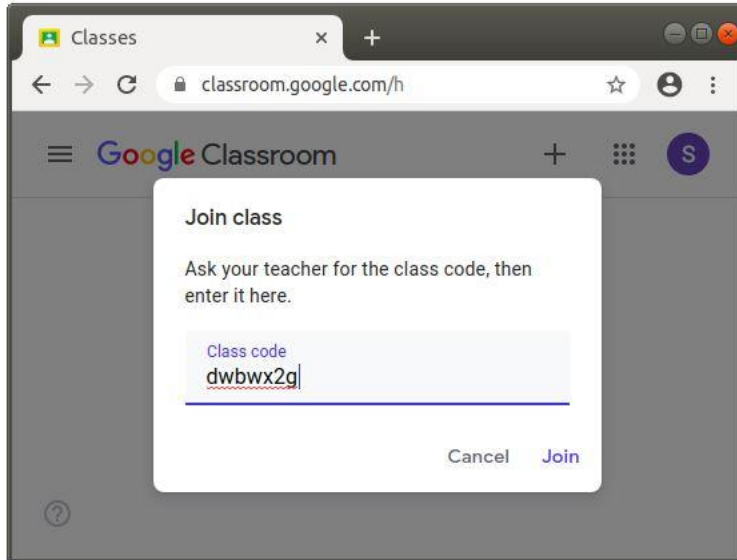 Classes
classroom.google.com/h
Google Classroom
S
Join class
Ask your teacher for the class code, then
enter it here.
Class code
dwbwx2g
Cancel Join